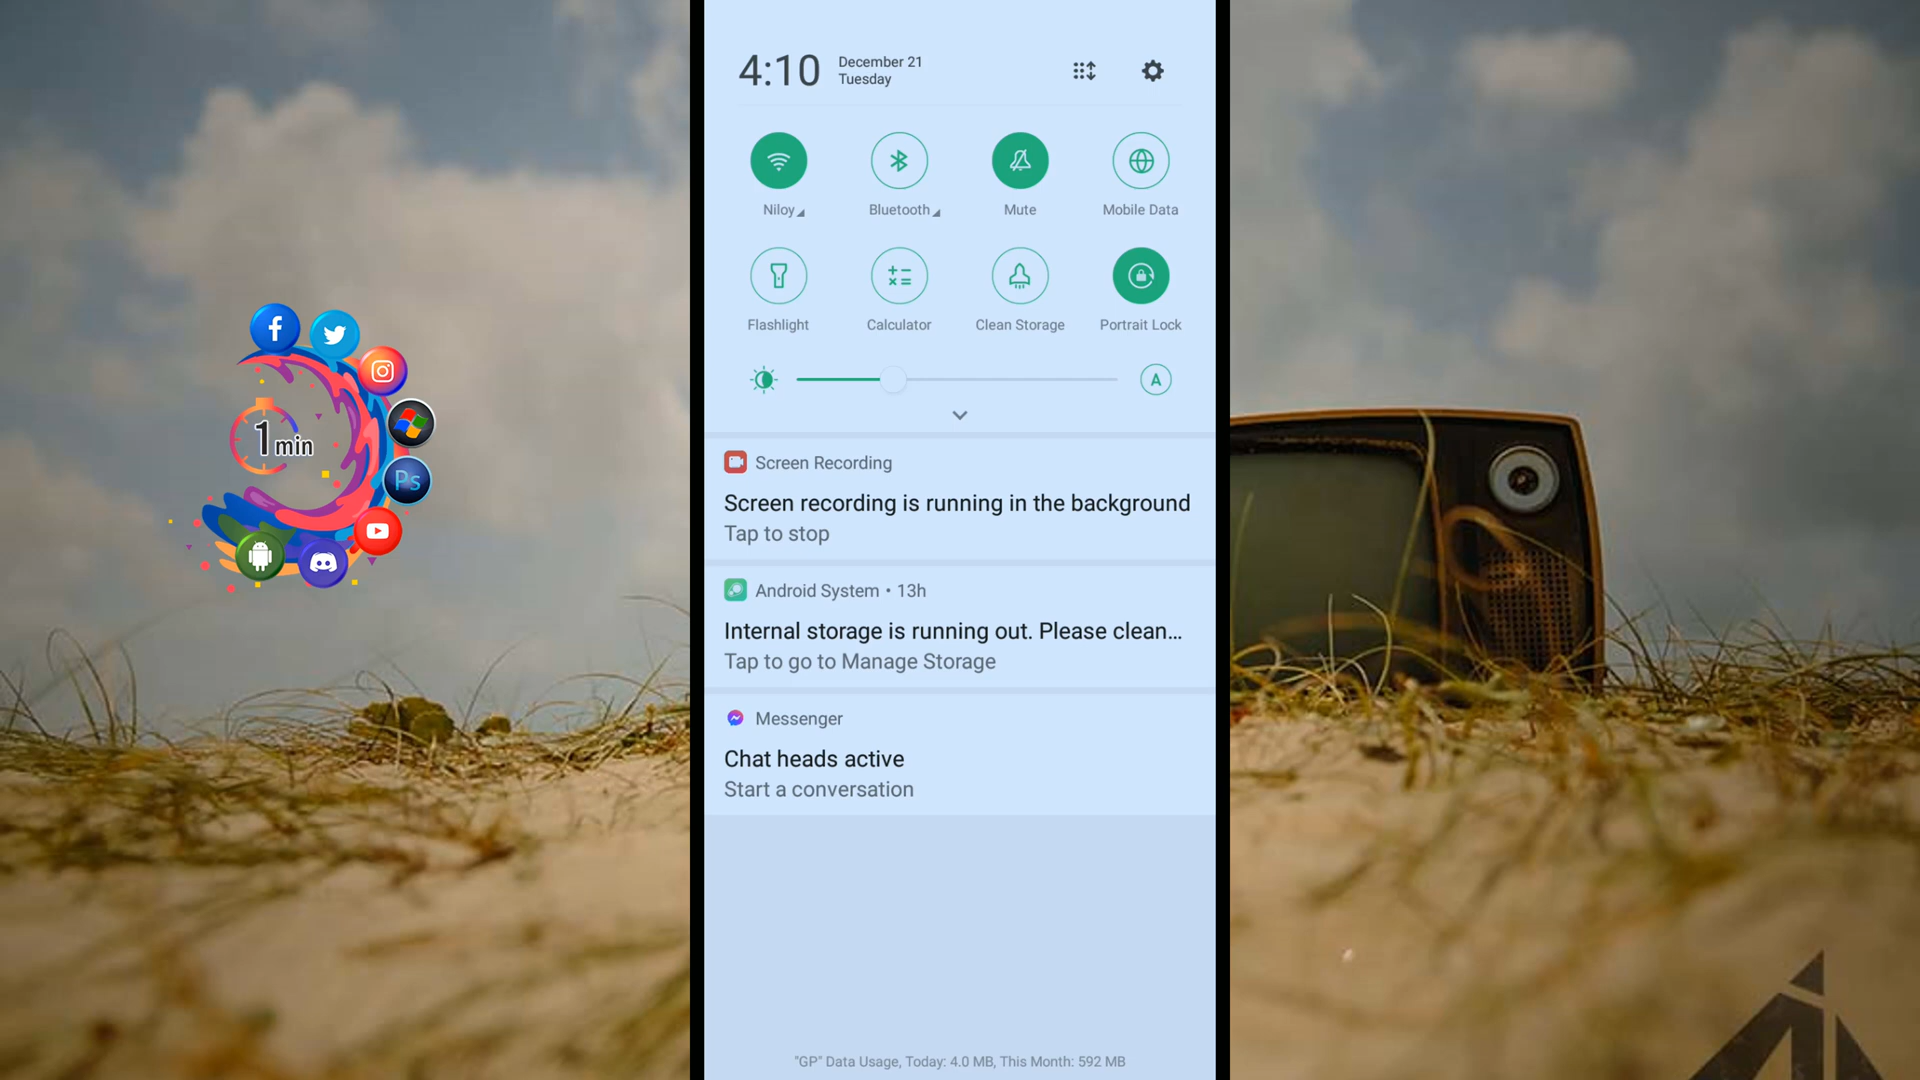 1 min
Ps
4:10
December 21
Tuesday
Niloy
Bluetooth
Mute
Mobile Data
Flashlight
Calculator
Clean Storage
Portrait Lock
A
Screen Recording
Screen recording is running in the background
Tap to stop
Android System • 13h
Internal storage is running out. Please clean...
Tap to go to Manage Storage
Messenger
Chat heads active
Start a conversation
"GP" Data Usage, Today: 4.0 MB, This Month: 592 MB